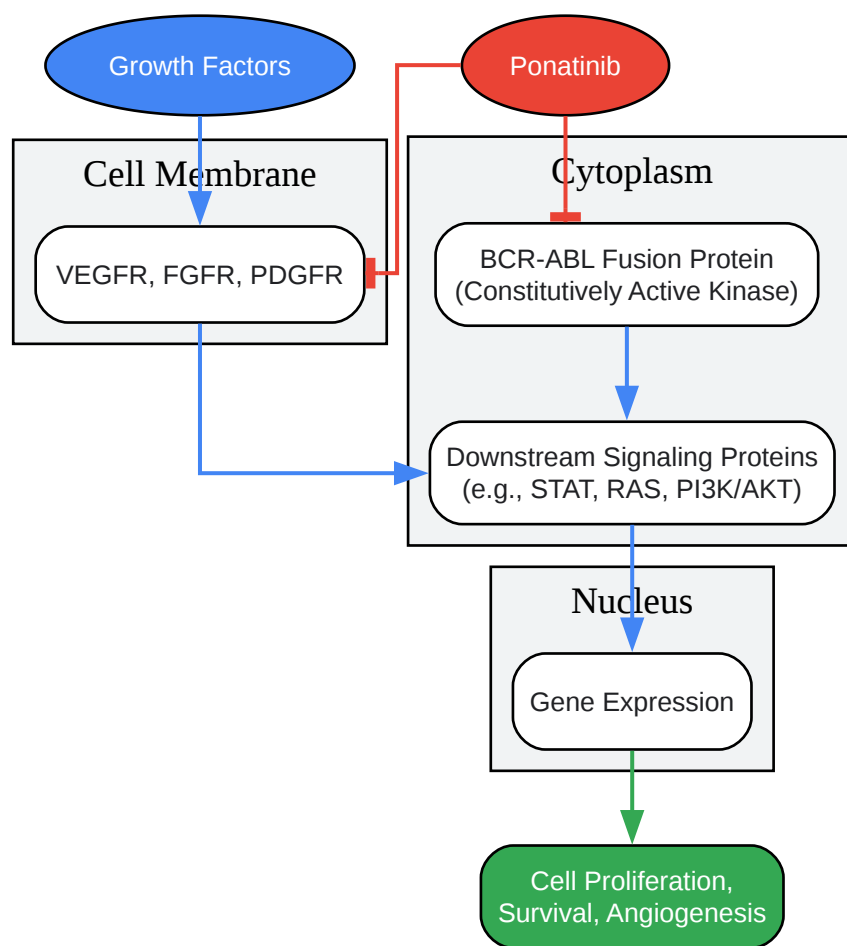 Growth Factors
Ponatinib
Cell Membrane
Cytoplasm
VEGFR, FGFR, PDGFR
BCR-ABL Fusion Protein
(Constitutively Active Kinase)
Downstream Signaling Proteins
(e.g., STAT, RAS, PI3K/AKT)
Nucleus
Gene Expression
Cell Proliferation,
Survival, Angiogenesis